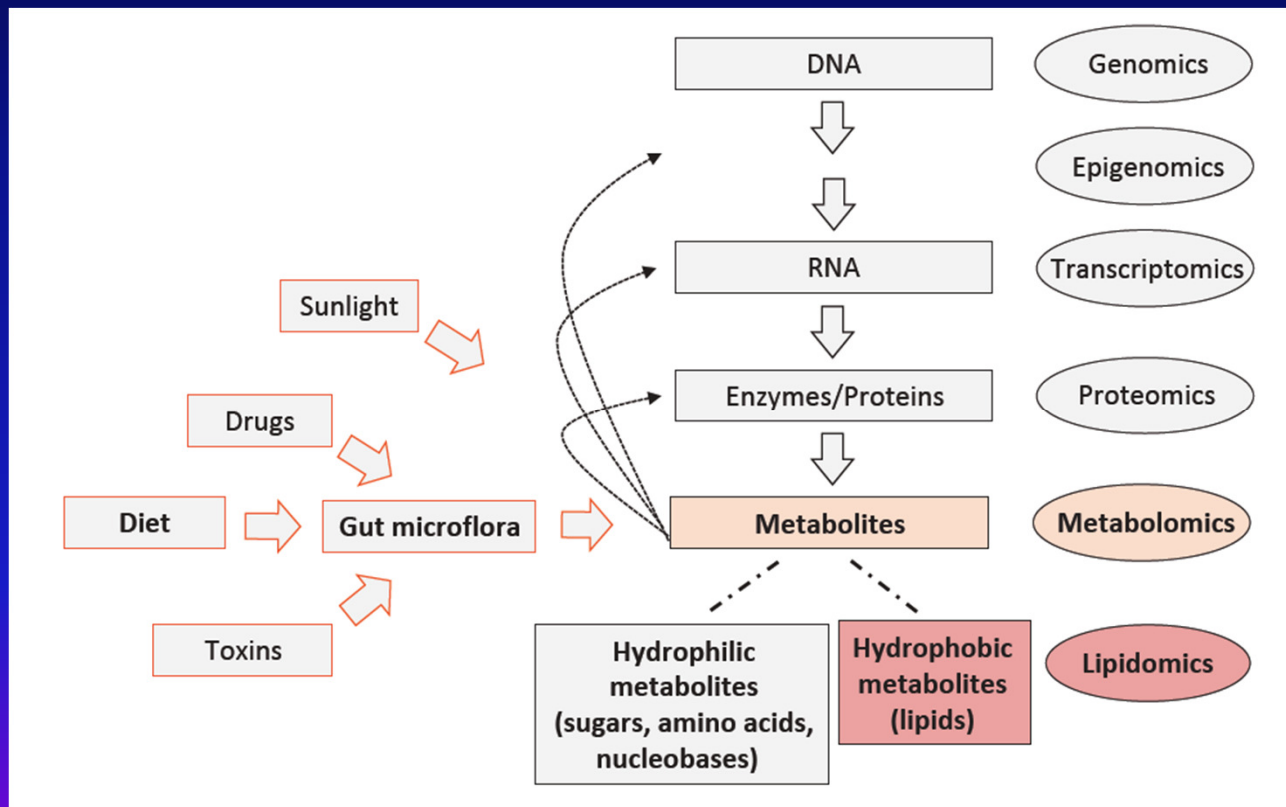 DNA
Genomics
Epigenomics
RNA
Transcriptomics
Sunlight
Enzymes/Proteins
Proteomics
Drugs
Diet
Gut microflora
Metabolites
Metabolomics
Toxins
Hydrophilic
metabolites
(sugars, amino acids,
nucleobases)
Hydrophobic
metabolites
(lipids)
Lipidomics